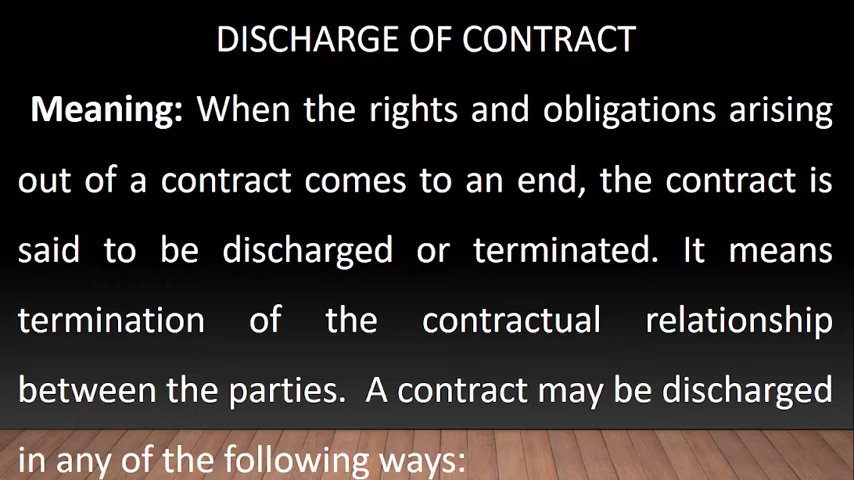 DISCHARGE OF CONTRACT
Meaning: When the rights and obligations arising
out of a contract comes to an end, the contract is
said to be discharged or terminated. It means
termination of the contractual relationship
between the parties. A contract may be discharged
in any of the following ways: